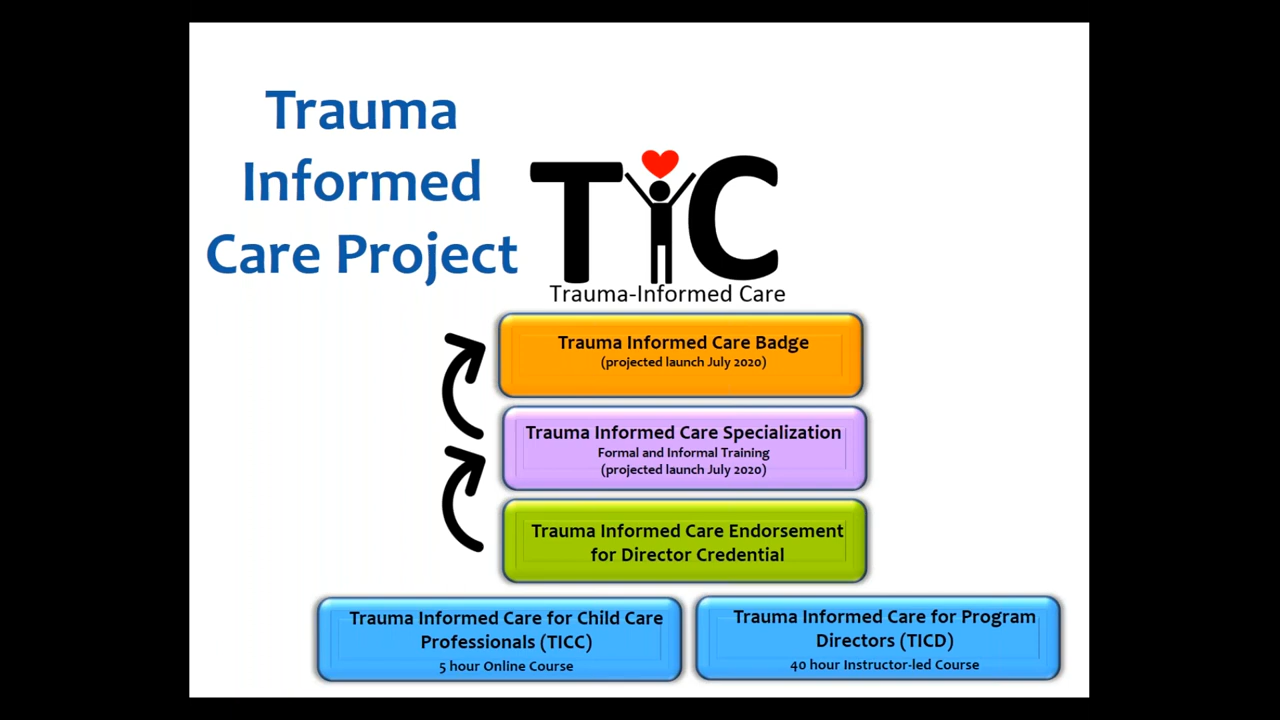 Trauma
Informed
Care Project
TIC
Trauma-Informed Care
Trauma Informed Care Badge
(projected launch July 2020)
Trauma Informed Care Specialization
Formal and Informal Training
(projected launch July 2020)
Trauma Informed Care Endorsement
for Director Credential
Trauma Informed Care for Child Care
Professionals (TICC)
5 hour Online Course
Trauma Informed Care for Program
Directors (TICD)
40 hour Instructor-led Course